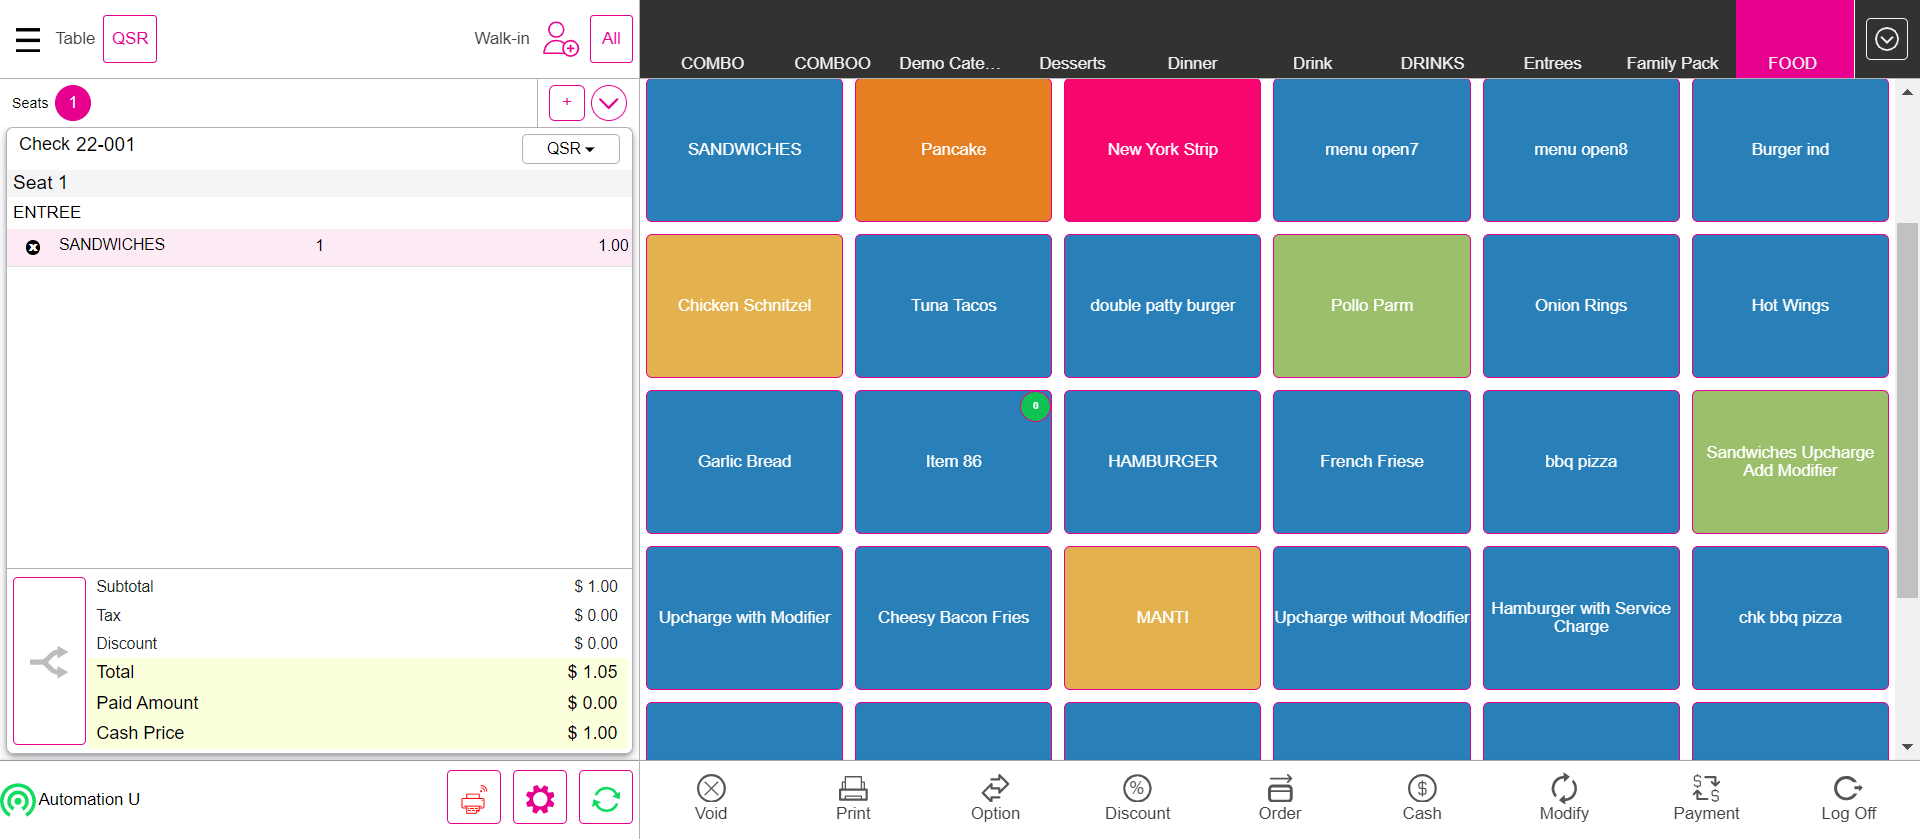 Table
QSR
Walk-in
All
COMBO
COMBOO
Demo Cate...
Desserts
Dinner
Drink
DRINKS
Entrees
Family Pack
FOOD
Seats
1
+
Check 22-001
QSR
Seat 1
ENTREE
SANDWICHES 1 1.00
Subtotal $ 1.00
Tax $ 0.00
Discount $ 0.00
Total $ 1.05
Paid Amount $ 0.00
Cash Price $ 1.00
Automation U
SANDWICHES
Pancake
New York Strip
menu open7
menu open8
Burger ind
Chicken Schnitzel
Tuna Tacos
double patty burger
Pollo Parm
Onion Rings
Hot Wings
Garlic Bread
0
Item 86
HAMBURGER
French Friese
bbq pizza
Sandwiches Upcharge
Add Modifier
Upcharge with Modifier
Cheesy Bacon Fries
MANTI
Upcharge without Modifier
Hamburger with Service
Charge
chk bbq pizza
Void
Print
Option
Discount
Order
Cash
Modify
Payment
Log Off